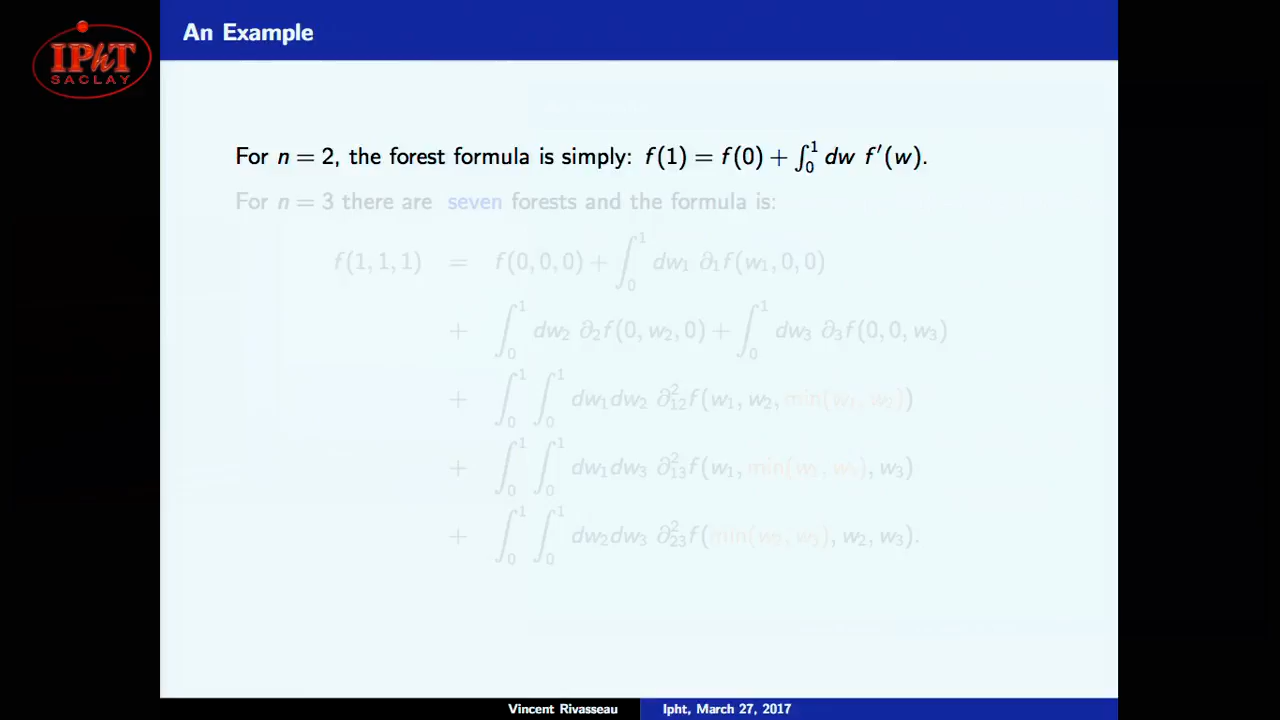 An Example
IPhT
SACLAY
For n = 2, the forest formula is simply: f(1) = f(0) + ∫₀¹ dw f′(w).
For n = 3 there are seven forests and the formula is:
f(1, 1, 1) = f(0, 0, 0) + ∫₀¹ dw₁ ∂₁f(w₁, 0, 0)
+ ∫₀¹ dw₂ ∂₂f(0, w₂, 0) + ∫₀¹ dw₃ ∂₃f(0, 0, w₃)
+ ∫₀¹ ∫₀¹ dw₁dw₂ ∂²₁₂f(w₁, w₂, min(w₁, w₂))
+ ∫₀¹ ∫₀¹ dw₁dw₃ ∂²₁₃f(w₁, min(w₁, w₃), w₃)
+ ∫₀¹ ∫₀¹ dw₂dw₃ ∂²₂₃f(min(w₂, w₃), w₂, w₃).
Vincent Rivasseau
Ipht, March 27, 2017